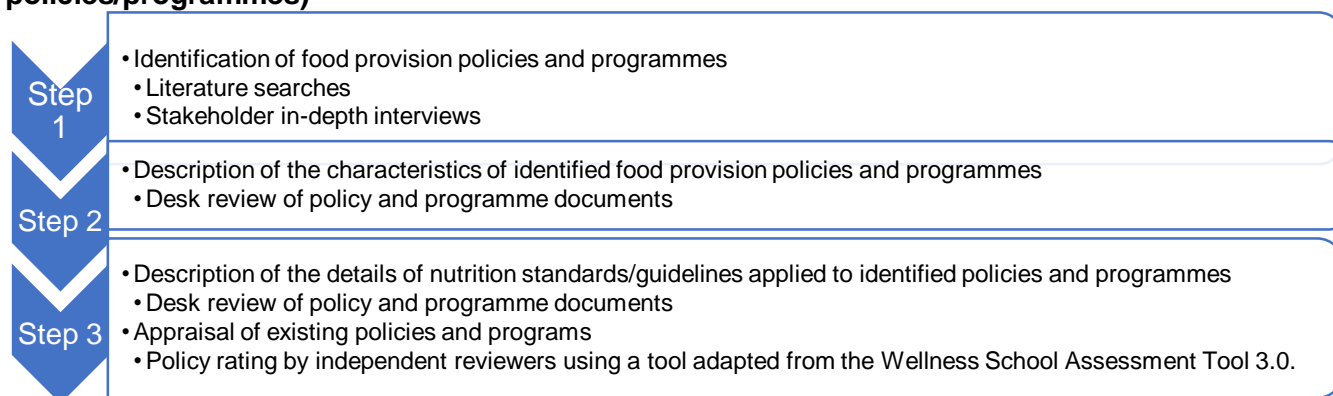 policies/programmes)
Step
1
• Identification of food provision policies and programmes
• Literature searches
• Stakeholder in-depth interviews
Step 2
• Description of the characteristics of identified food provision policies and programmes
• Desk review of policy and programme documents
Step 3
• Description of the details of nutrition standards/guidelines applied to identified policies and programmes
• Desk review of policy and programme documents
• Appraisal of existing policies and programs
• Policy rating by independent reviewers using a tool adapted from the Wellness School Assessment Tool 3.0.